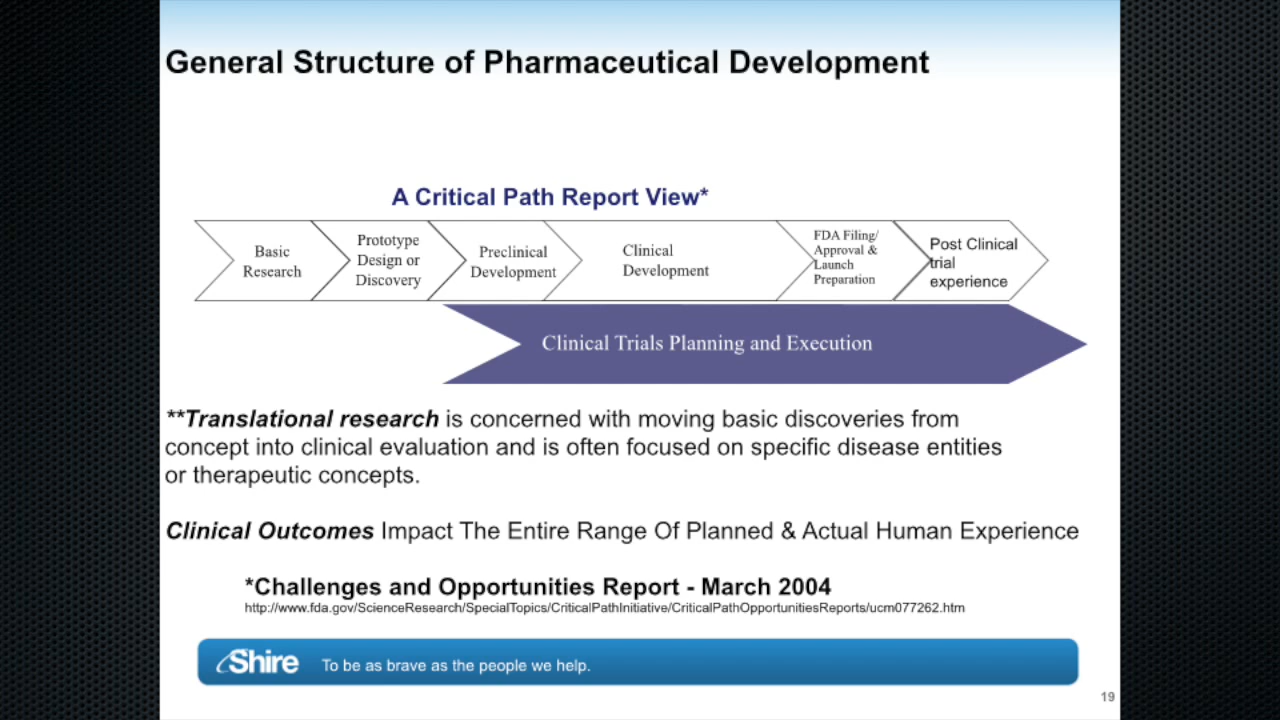 General Structure of Pharmaceutical Development
A Critical Path Report View*
Basic
Research
Prototype
Design or
Discovery
Preclinical
Development
Clinical
Development
FDA Filing/
Approval &
Launch
Preparation
Post Clinical
trial
experience
Clinical Trials Planning and Execution
**Translational research is concerned with moving basic discoveries from
concept into clinical evaluation and is often focused on specific disease entities
or therapeutic concepts.
Clinical Outcomes Impact The Entire Range Of Planned & Actual Human Experience
*Challenges and Opportunities Report - March 2004
http://www.fda.gov/ScienceResearch/SpecialTopics/CriticalPathInitiative/CriticalPathOpportunitiesReports/ucm077262.htm
Shire To be as brave as the people we help.
19